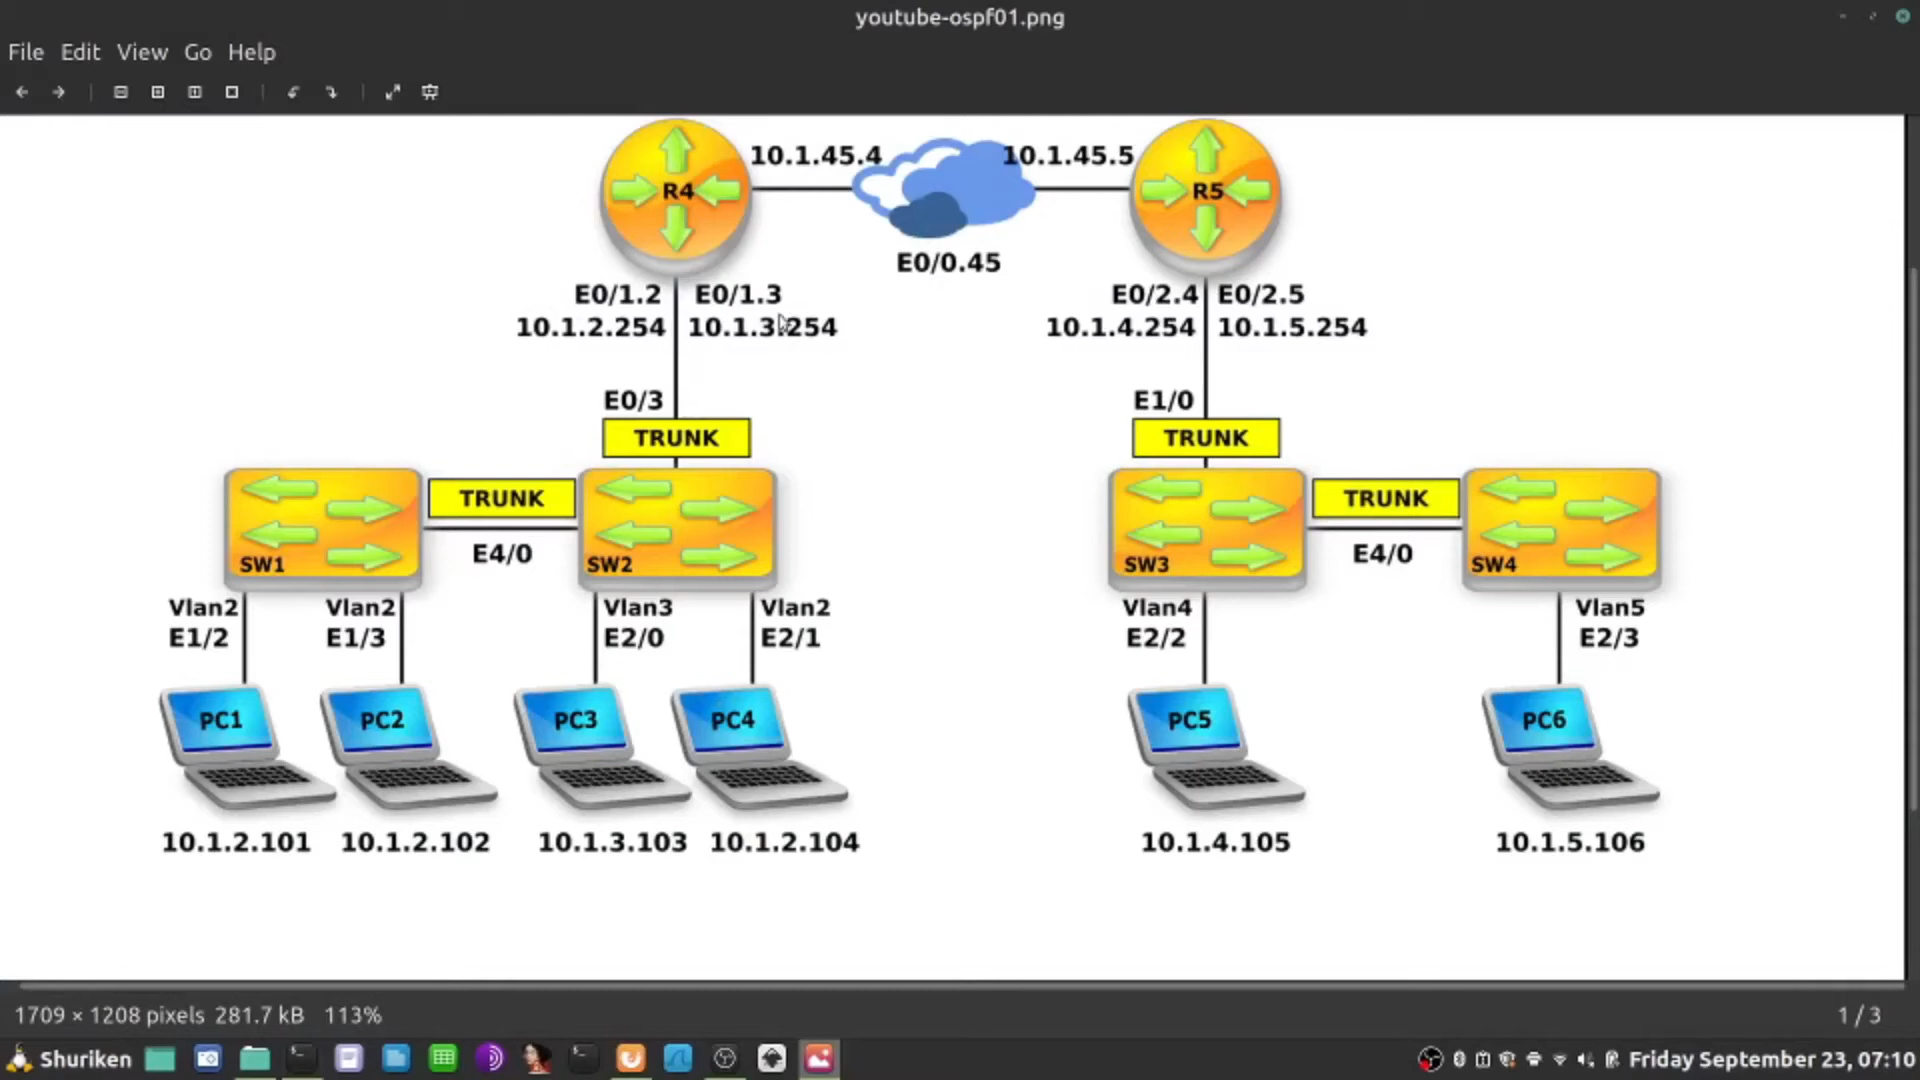 youtube-ospf01.png
File Edit View Go Help
10.1.45.4 10.1.45.5
R4 R5
E0/0.45
E0/1.2 E0/1.3 E0/2.4 E0/2.5
10.1.2.254 10.1.3.254 10.1.4.254 10.1.5.254
E0/3 E1/0
TRUNK TRUNK
TRUNK TRUNK
E4/0 E4/0
SW1 SW2 SW3 SW4
Vlan2 Vlan2 Vlan3 Vlan2 Vlan4 Vlan5
E1/2 E1/3 E2/0 E2/1 E2/2 E2/3
PC1 PC2 PC3 PC4 PC5 PC6
10.1.2.101 10.1.2.102 10.1.3.103 10.1.2.104 10.1.4.105 10.1.5.106
1709 × 1208 pixels 281.7 kB 113% 1 / 3
Shuriken Friday September 23, 07:10